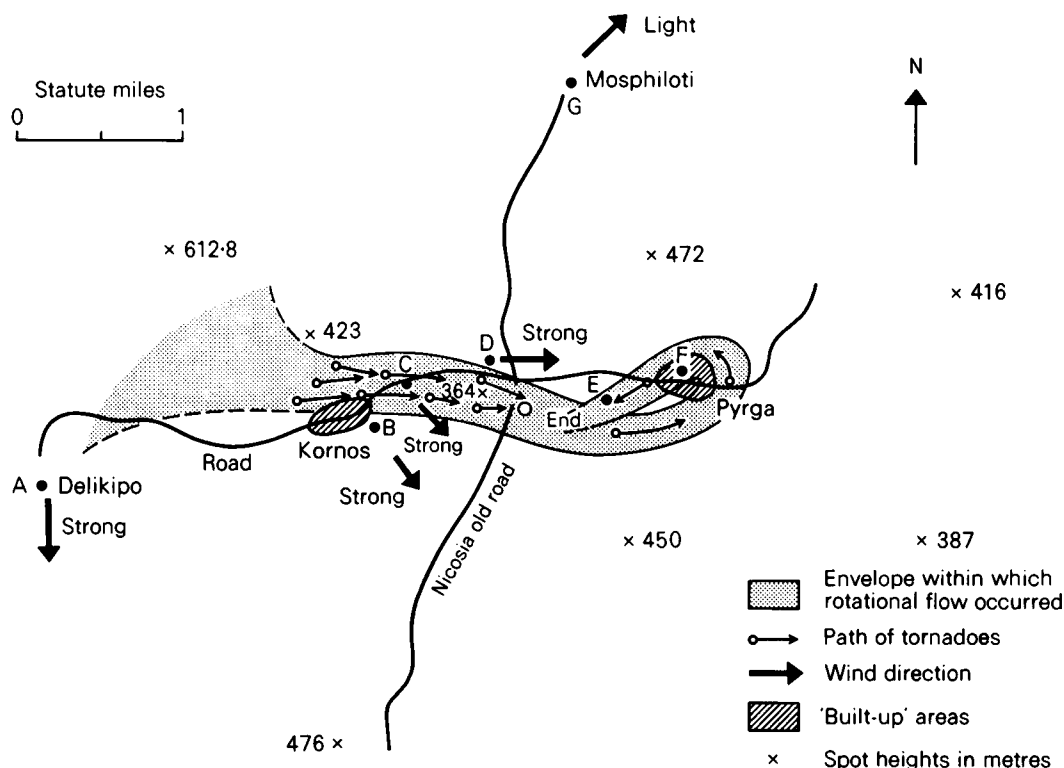 Light
Mosphiloti
G
N
Statute miles
0 1
× 612·8
× 472
× 416
× 423
D
Strong
C
364×
E
F
O
End
Pyrga
B
Kornos
Strong
Road
Strong
A
Delikipo
Strong
Nicosia old road
× 450
× 387
476 ×
Envelope within which
rotational flow occurred
Path of tornadoes
Wind direction
'Built-up' areas
× Spot heights in metres